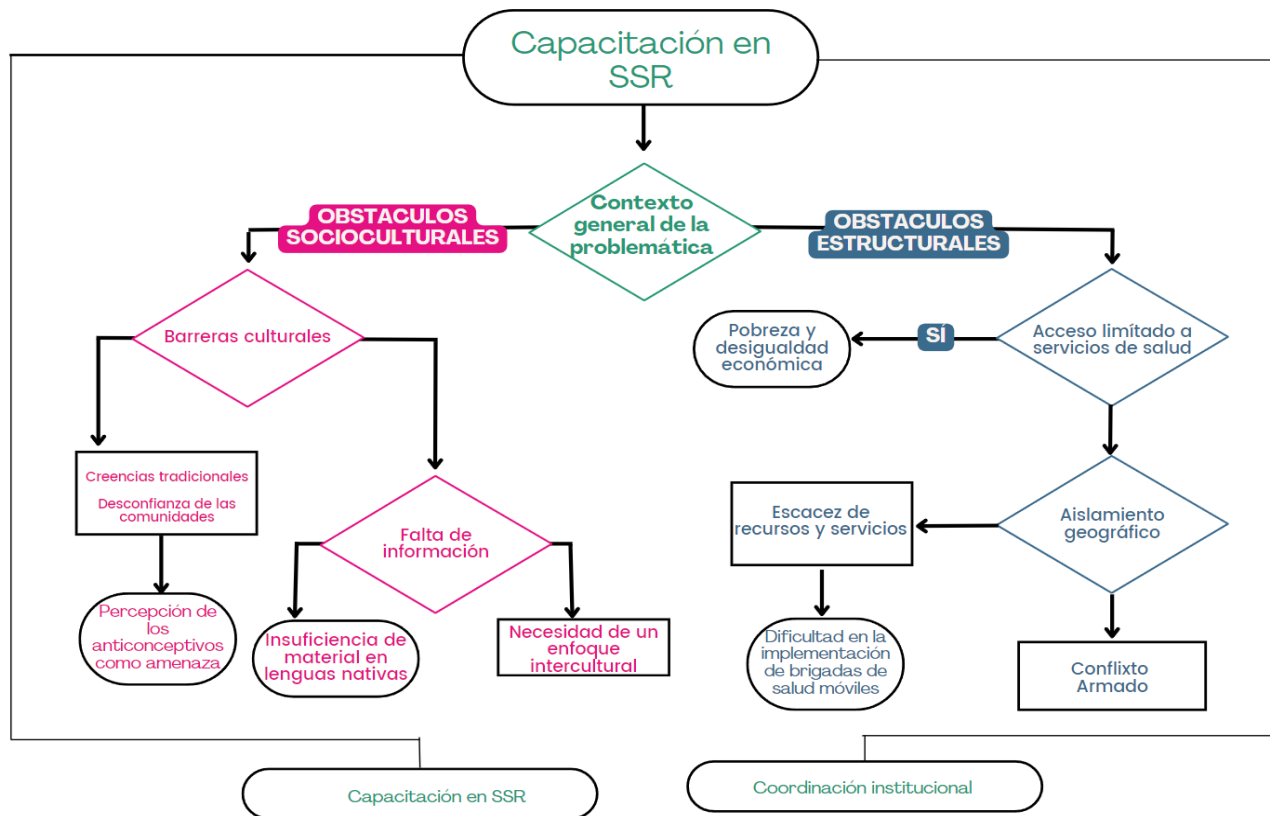 Capacitación en
SSR
Contexto
general de la
problemática
OBSTACULOS
SOCIOCULTURALES
OBSTACULOS
ESTRUCTURALES
Barreras culturales
Pobreza y
desigualdad
económica
SÍ
Acceso limítado a
servicios de salud
Creencias tradicionales
Desconfianza de las
comunidades
Falta de
información
Escacez de
recursos y servicios
Aislamiento
geográfico
Percepción de
los
anticonceptivos
como amenaza
Insuficiencia de
material en
lenguas nativas
Necesidad de un
enfoque
intercultural
Dificultad en la
implementación
de brigadas de
salud móviles
Conflixto
Armado
Capacitación en SSR
Coordinación institucional